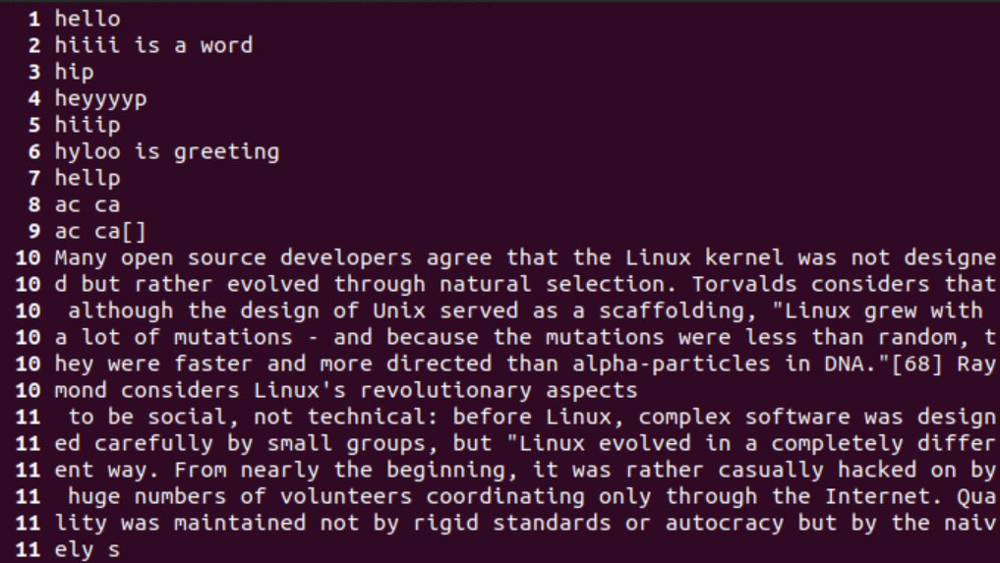 1 hello
2 hiiii is a word
3 hip
4 heyyyyp
5 hiiip
6 hyloo is greeting
7 hellp
8 ac ca
9 ac ca[]
10 Many open source developers agree that the Linux kernel was not designe
10 d but rather evolved through natural selection. Torvalds considers that
10  although the design of Unix served as a scaffolding, "Linux grew with
10 a lot of mutations - and because the mutations were less than random, t
10 hey were faster and more directed than alpha-particles in DNA."[68] Ray
10 mond considers Linux's revolutionary aspects
11  to be social, not technical: before Linux, complex software was design
11 ed carefully by small groups, but "Linux evolved in a completely differ
11 ent way. From nearly the beginning, it was rather casually hacked on by
11  huge numbers of volunteers coordinating only through the Internet. Qua
11 lity was maintained not by rigid standards or autocracy but by the naiv
11 ely s